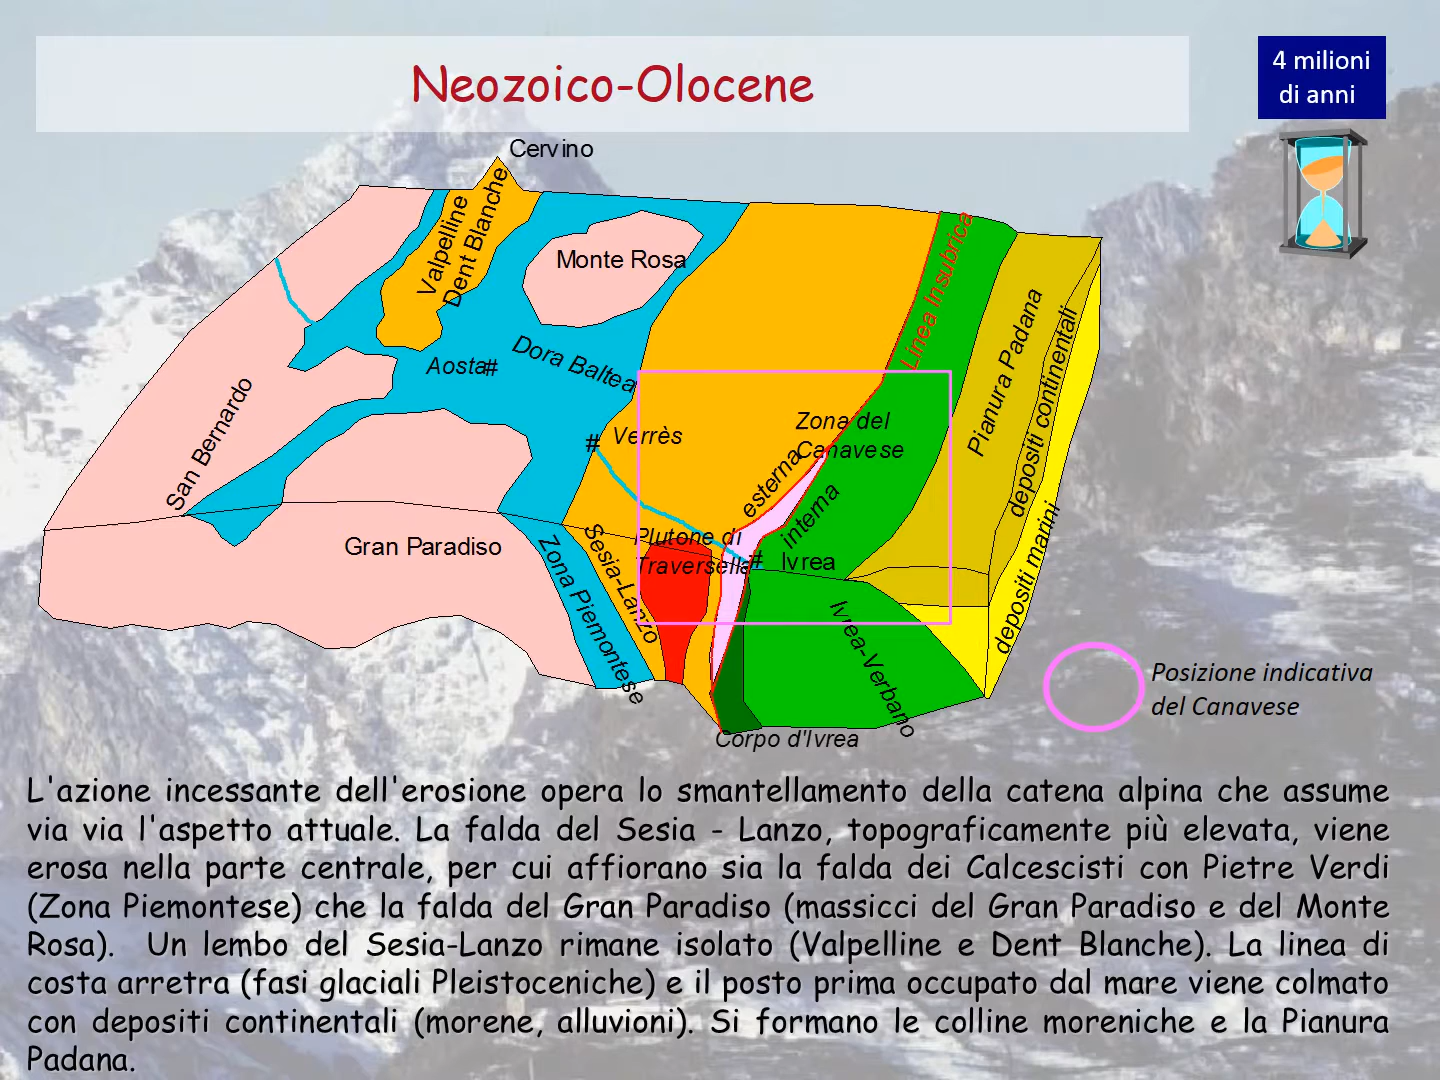 Neozoico-Olocene
4 milioni
di anni
Cervino
Valpelline
Dent Blanche
Monte Rosa
Linea Insubrica
Pianura Padana
depositi continentali
depositi marini
Aosta#
Dora Baltea
San Bernardo
# Verrès
Zona del
Canavese
esterna
interna
Gran Paradiso
Zona Piemontese
Sesia-Lanzo
Plutone di
Traversella
# Ivrea
Ivrea-Verbano
Corpo d'Ivrea
Posizione indicativa
del Canavese
L'azione incessante dell'erosione opera lo smantellamento della catena alpina che assume
via via l'aspetto attuale. La falda del Sesia - Lanzo, topograficamente più elevata, viene
erosa nella parte centrale, per cui affiorano sia la falda dei Calcescisti con Pietre Verdi
(Zona Piemontese) che la falda del Gran Paradiso (massicci del Gran Paradiso e del Monte
Rosa). Un lembo del Sesia-Lanzo rimane isolato (Valpelline e Dent Blanche). La linea di
costa arretra (fasi glaciali Pleistoceniche) e il posto prima occupato dal mare viene colmato
con depositi continentali (morene, alluvioni). Si formano le colline moreniche e la Pianura
Padana.